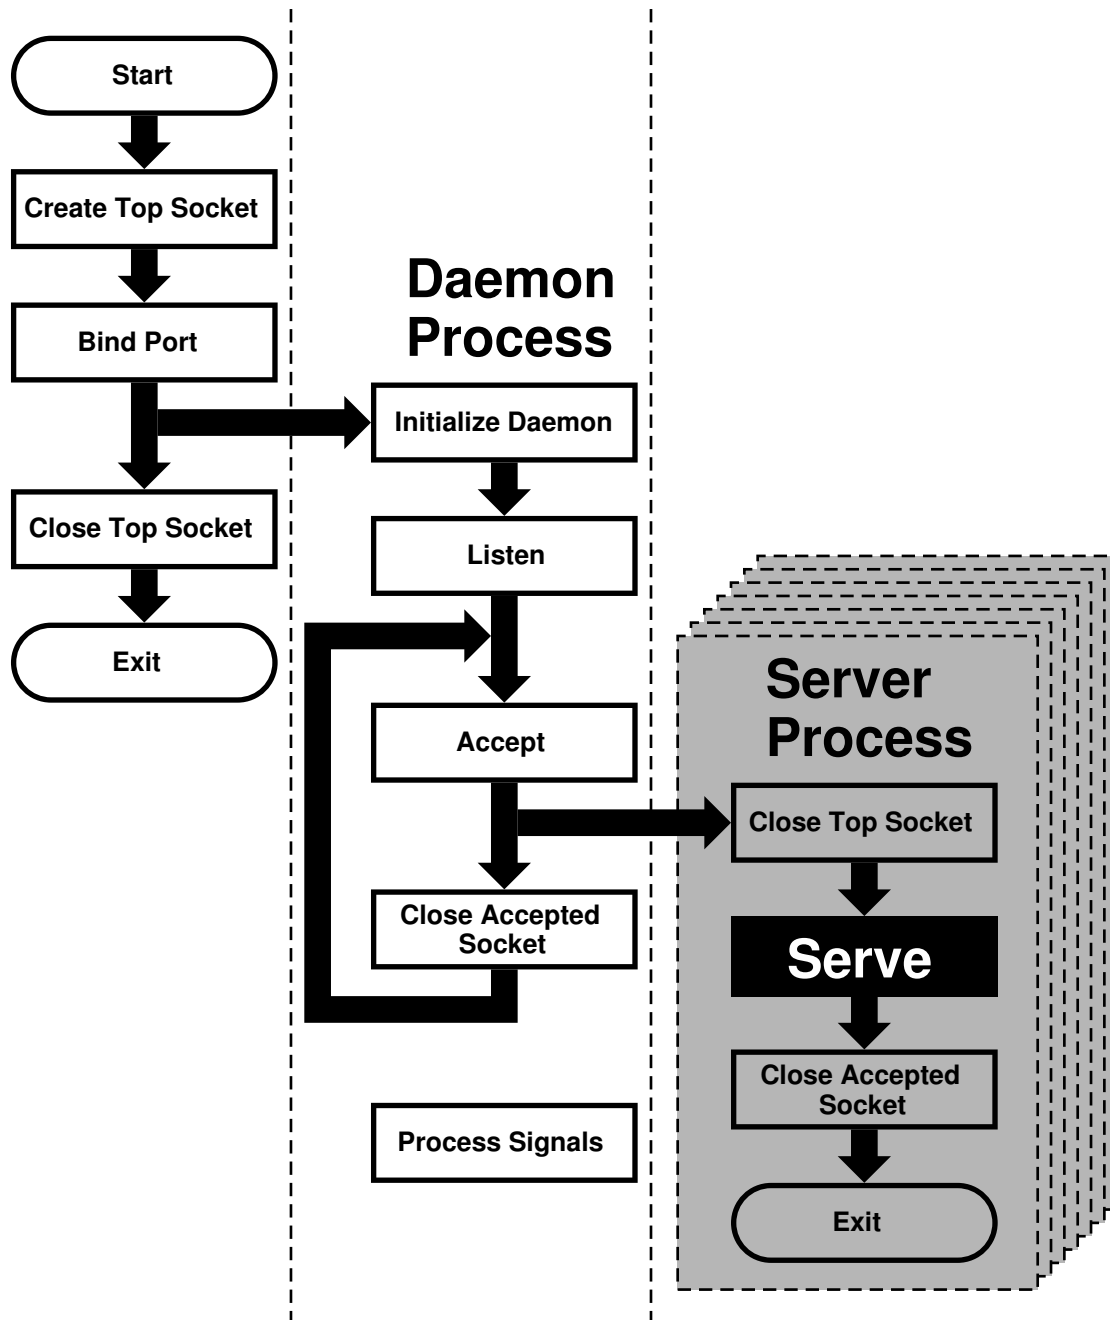 Start
Create Top Socket
Bind Port
Close Top Socket
Exit
Daemon
Process
Initialize Daemon
Listen
Accept
Close Accepted
Socket
Process Signals
Server
Process
Close Top Socket
Serve
Close Accepted
Socket
Exit